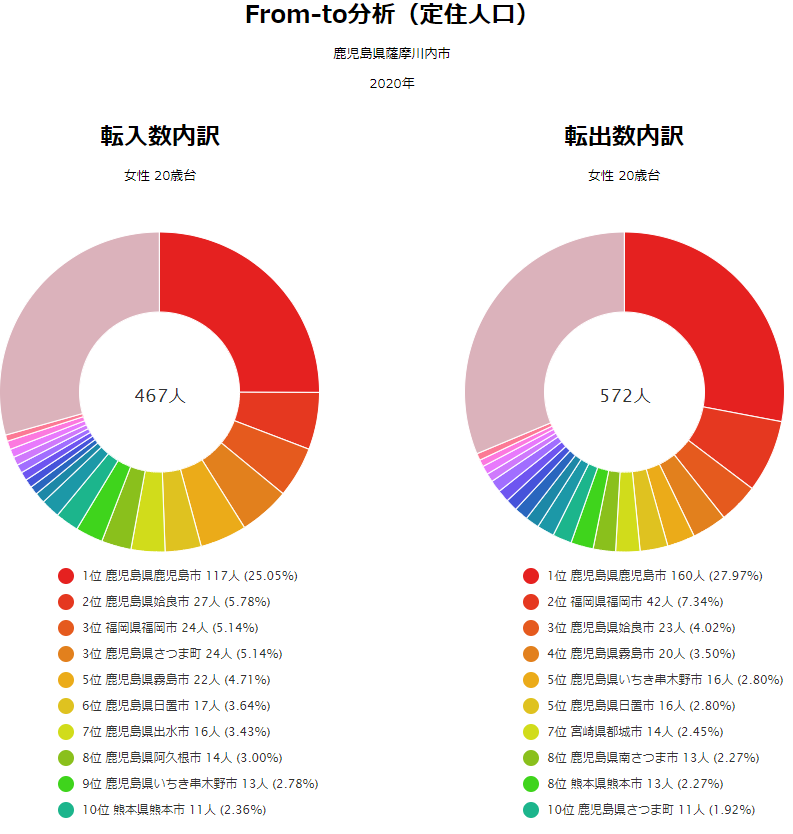 From-to分析（定住人口）
鹿児島県薩摩川内市
2020年
転入数内訳
女性 20歳台
467人
1位 鹿児島県鹿児島市 117人 (25.05%)
2位 鹿児島県姶良市 27人 (5.78%)
3位 福岡県福岡市 24人 (5.14%)
3位 鹿児島県さつま町 24人 (5.14%)
5位 鹿児島県霧島市 22人 (4.71%)
6位 鹿児島県日置市 17人 (3.64%)
7位 鹿児島県出水市 16人 (3.43%)
8位 鹿児島県阿久根市 14人 (3.00%)
9位 鹿児島県いちき串木野市 13人 (2.78%)
10位 熊本県熊本市 11人 (2.36%)
転出数内訳
女性 20歳台
572人
1位 鹿児島県鹿児島市 160人 (27.97%)
2位 福岡県福岡市 42人 (7.34%)
3位 鹿児島県姶良市 23人 (4.02%)
4位 鹿児島県霧島市 20人 (3.50%)
5位 鹿児島県いちき串木野市 16人 (2.80%)
5位 鹿児島県日置市 16人 (2.80%)
7位 宮崎県都城市 14人 (2.45%)
8位 鹿児島県南さつま市 13人 (2.27%)
8位 熊本県熊本市 13人 (2.27%)
10位 鹿児島県さつま町 11人 (1.92%)